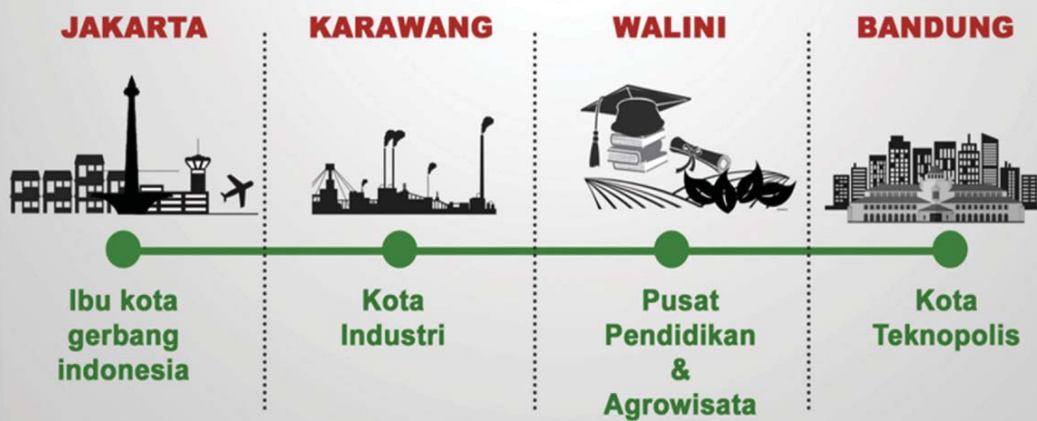 JAKARTA
KARAWANG
WALINI
BANDUNG
Ibu kota
gerbang
indonesia
Kota
Industri
Pusat
Pendidikan
&
Agrowisata
Kota
Teknopolis